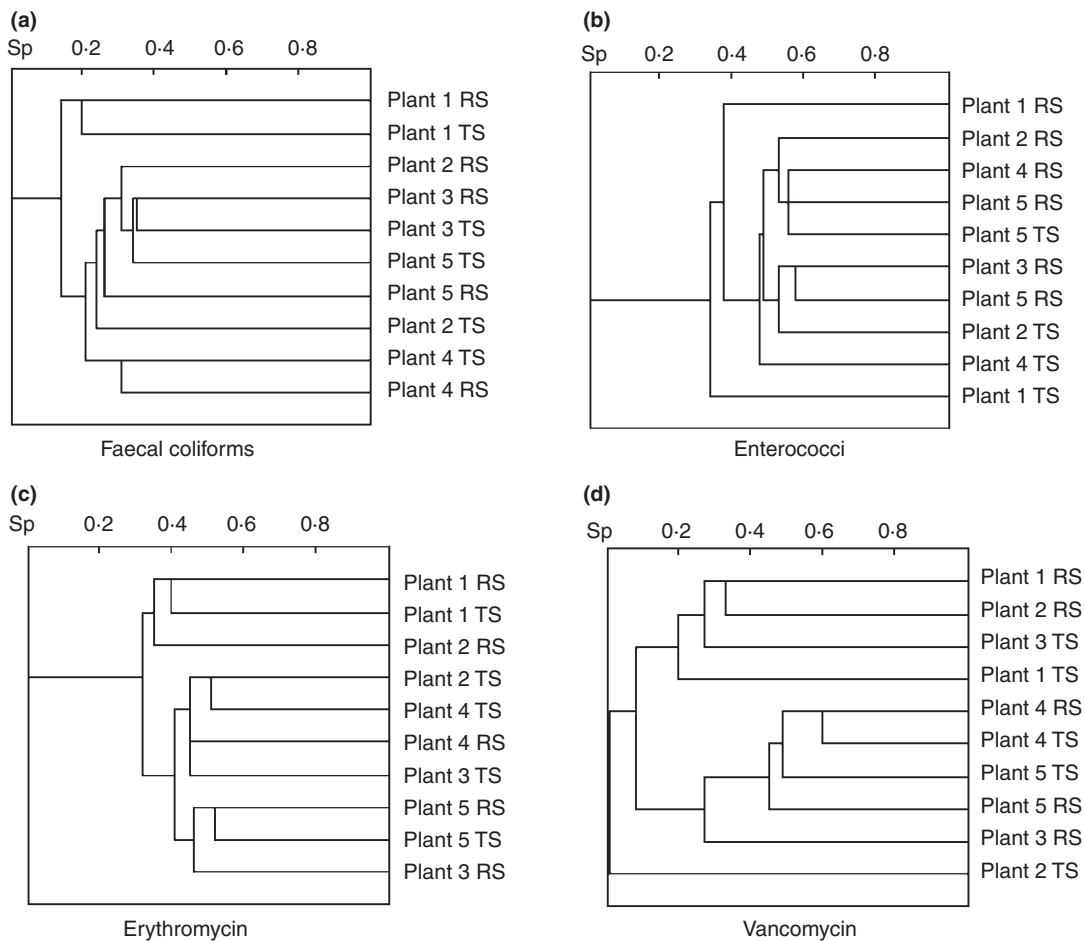 (a)
Sp 0·2 0·4 0·6 0·8
Plant 1 RS
Plant 1 TS
Plant 2 RS
Plant 3 RS
Plant 3 TS
Plant 5 TS
Plant 5 RS
Plant 2 TS
Plant 4 TS
Plant 4 RS
Faecal coliforms
(b)
Sp 0·2 0·4 0·6 0·8
Plant 1 RS
Plant 2 RS
Plant 4 RS
Plant 5 RS
Plant 5 TS
Plant 3 RS
Plant 5 RS
Plant 2 TS
Plant 4 TS
Plant 1 TS
Enterococci
(c)
Sp 0·2 0·4 0·6 0·8
Plant 1 RS
Plant 1 TS
Plant 2 RS
Plant 2 TS
Plant 4 TS
Plant 4 RS
Plant 3 TS
Plant 5 RS
Plant 5 TS
Plant 3 RS
Erythromycin
(d)
Sp 0·2 0·4 0·6 0·8
Plant 1 RS
Plant 2 RS
Plant 3 TS
Plant 1 TS
Plant 4 RS
Plant 4 TS
Plant 5 TS
Plant 5 RS
Plant 3 RS
Plant 2 TS
Vancomycin